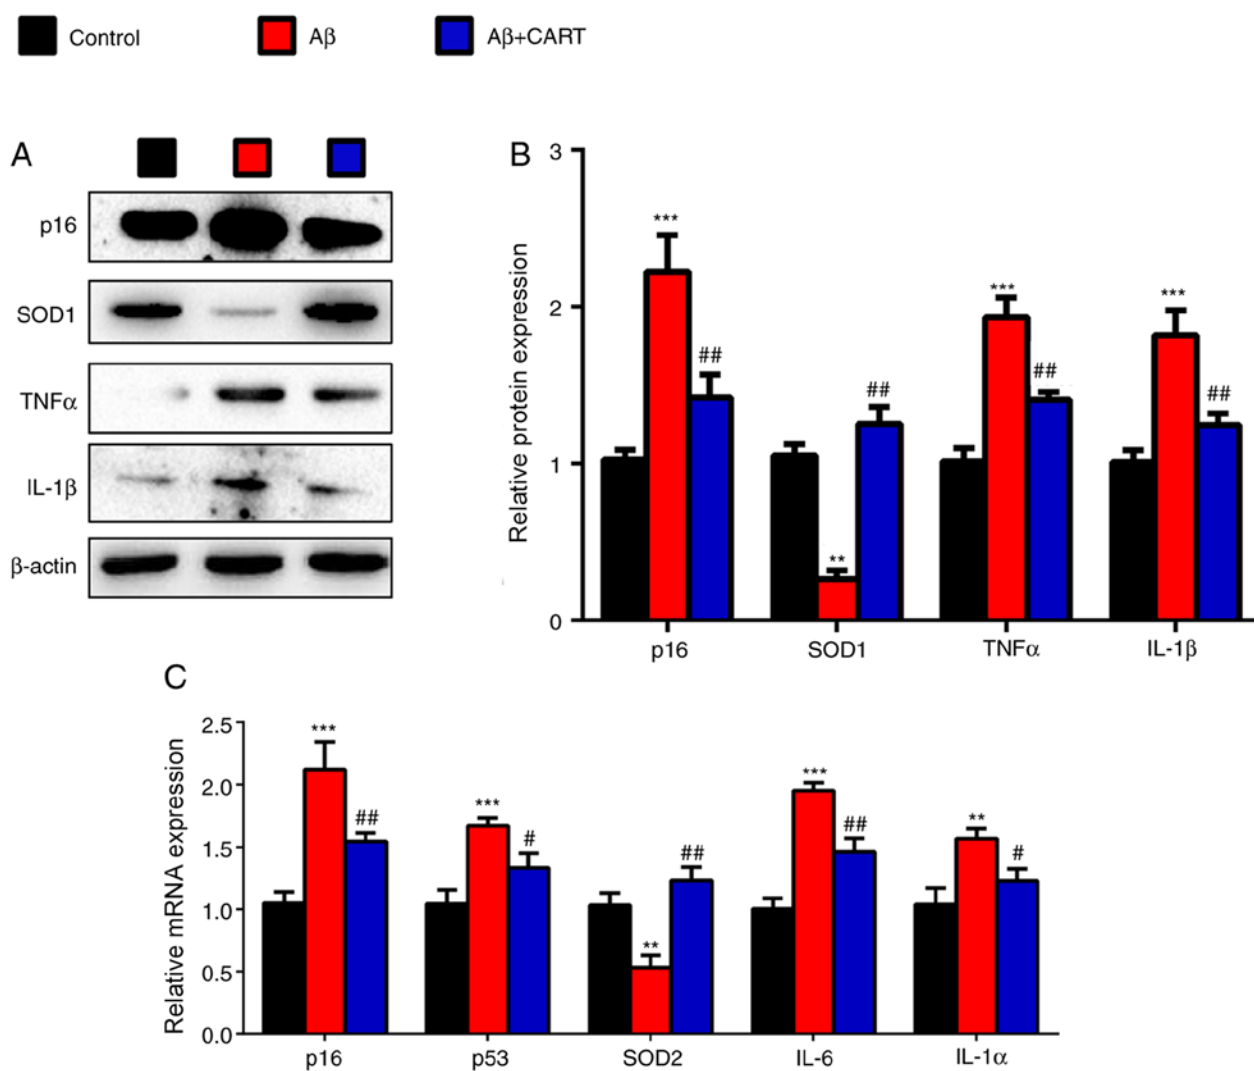 Control Aβ Aβ+CART
A
p16
SOD1
TNFα
IL-1β
β-actin
B
Relative protein expression
3
2
1
0
***
##
**
##
***
##
***
##
p16 SOD1 TNFα IL-1β
C
Relative mRNA expression
2.5
2.0
1.5
1.0
0.5
0.0
***
##
***
#
**
##
***
##
**
#
p16 p53 SOD2 IL-6 IL-1α